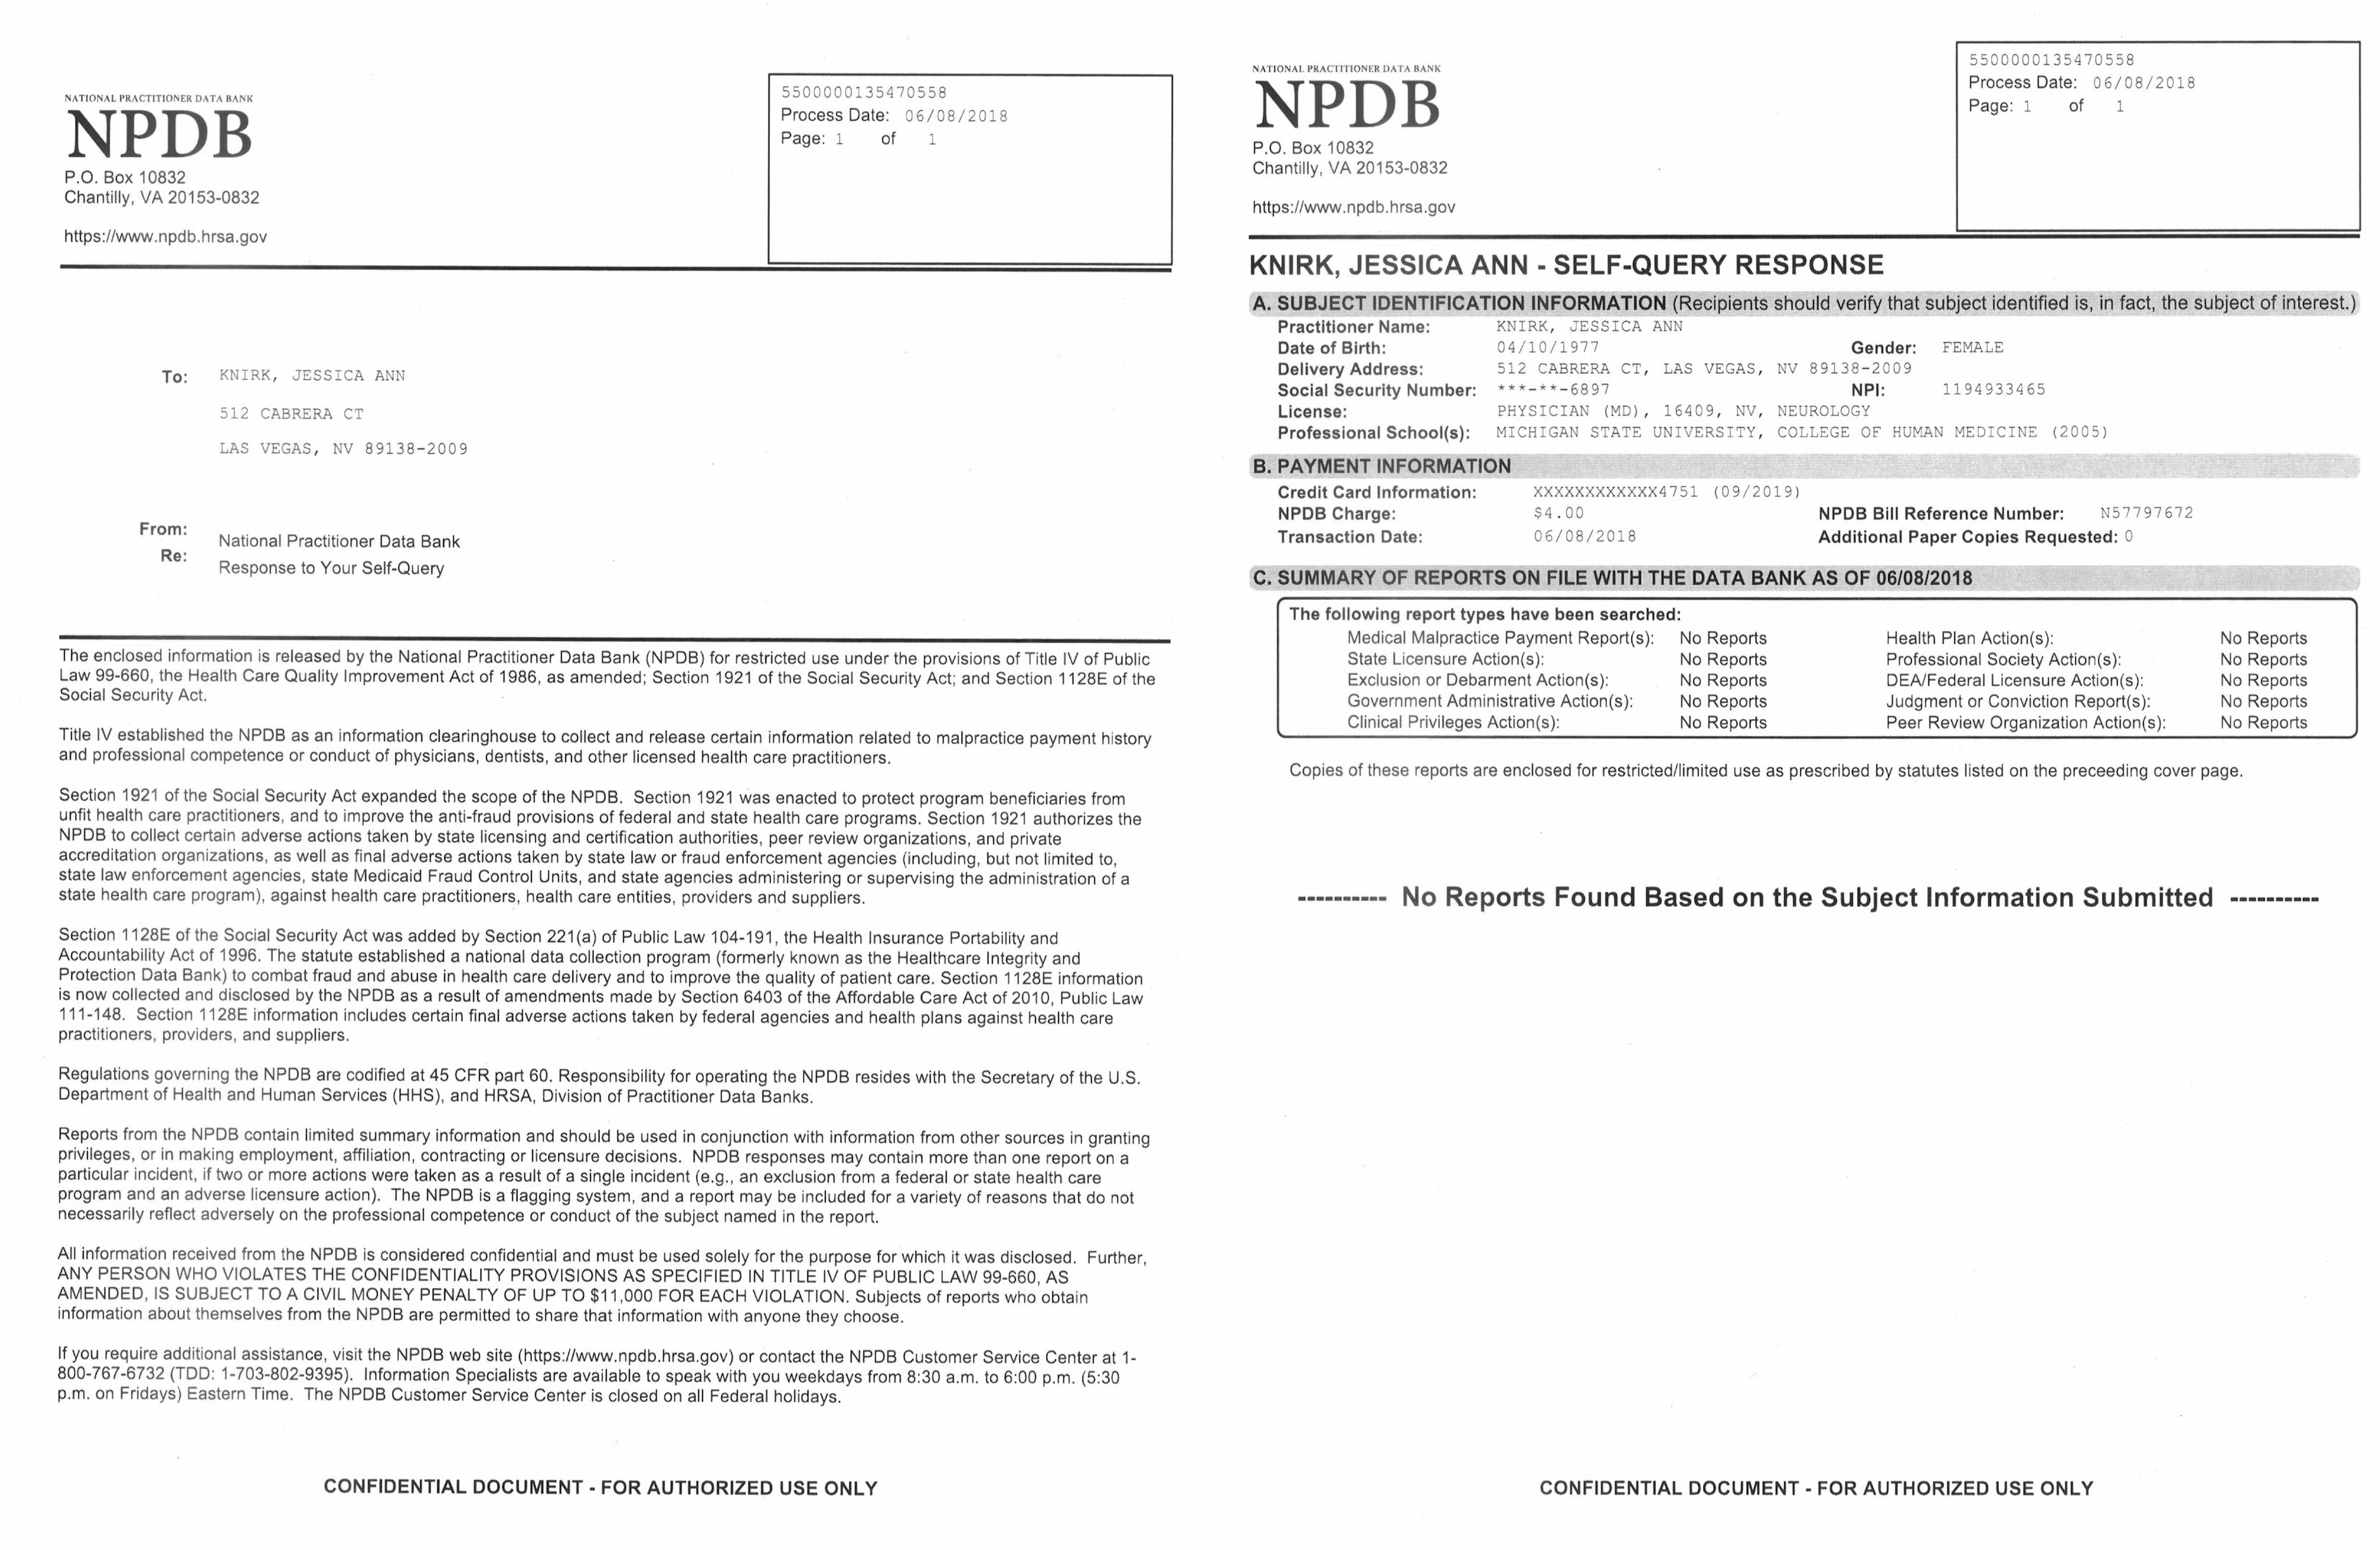 NATIONAL PRACTITIONER DATA BANK
NPDB
P.O. Box 10832
Chantilly, VA 20153-0832
https://www.npdb.hrsa.gov
5500000135470558
Process Date: 06/08/2018
Page: 1 of 1
To: KNIRK, JESSICA ANN
512 CABRERA CT
LAS VEGAS, NV 89138-2009
From: National Practitioner Data Bank
Re: Response to Your Self-Query
The enclosed information is released by the National Practitioner Data Bank (NPDB) for restricted use under the provisions of Title IV of Public
Law 99-660, the Health Care Quality Improvement Act of 1986, as amended; Section 1921 of the Social Security Act; and Section 1128E of the
Social Security Act.
Title IV established the NPDB as an information clearinghouse to collect and release certain information related to malpractice payment history
and professional competence or conduct of physicians, dentists, and other licensed health care practitioners.
Section 1921 of the Social Security Act expanded the scope of the NPDB. Section 1921 was enacted to protect program beneficiaries from
unfit health care practitioners, and to improve the anti-fraud provisions of federal and state health care programs. Section 1921 authorizes the
NPDB to collect certain adverse actions taken by state licensing and certification authorities, peer review organizations, and private
accreditation organizations, as well as final adverse actions taken by state law or fraud enforcement agencies (including, but not limited to,
state law enforcement agencies, state Medicaid Fraud Control Units, and state agencies administering or supervising the administration of a
state health care program), against health care practitioners, health care entities, providers and suppliers.
Section 1128E of the Social Security Act was added by Section 221(a) of Public Law 104-191, the Health Insurance Portability and
Accountability Act of 1996. The statute established a national data collection program (formerly known as the Healthcare Integrity and
Protection Data Bank) to combat fraud and abuse in health care delivery and to improve the quality of patient care. Section 1128E information
is now collected and disclosed by the NPDB as a result of amendments made by Section 6403 of the Affordable Care Act of 2010, Public Law
111-148. Section 1128E information includes certain final adverse actions taken by federal agencies and health plans against health care
practitioners, providers, and suppliers.
Regulations governing the NPDB are codified at 45 CFR part 60. Responsibility for operating the NPDB resides with the Secretary of the U.S.
Department of Health and Human Services (HHS), and HRSA, Division of Practitioner Data Banks.
Reports from the NPDB contain limited summary information and should be used in conjunction with information from other sources in granting
privileges, or in making employment, affiliation, contracting or licensure decisions. NPDB responses may contain more than one report on a
particular incident, if two or more actions were taken as a result of a single incident (e.g., an exclusion from a federal or state health care
program and an adverse licensure action). The NPDB is a flagging system, and a report may be included for a variety of reasons that do not
necessarily reflect adversely on the professional competence or conduct of the subject named in the report.
All information received from the NPDB is considered confidential and must be used solely for the purpose for which it was disclosed. Further,
ANY PERSON WHO VIOLATES THE CONFIDENTIALITY PROVISIONS AS SPECIFIED IN TITLE IV OF PUBLIC LAW 99-660, AS
AMENDED, IS SUBJECT TO A CIVIL MONEY PENALTY OF UP TO $11,000 FOR EACH VIOLATION. Subjects of reports who obtain
information about themselves from the NPDB are permitted to share that information with anyone they choose.
If you require additional assistance, visit the NPDB web site (https://www.npdb.hrsa.gov) or contact the NPDB Customer Service Center at 1-
800-767-6732 (TDD: 1-703-802-9395). Information Specialists are available to speak with you weekdays from 8:30 a.m. to 6:00 p.m. (5:30
p.m. on Fridays) Eastern Time. The NPDB Customer Service Center is closed on all Federal holidays.
CONFIDENTIAL DOCUMENT - FOR AUTHORIZED USE ONLY
NATIONAL PRACTITIONER DATA BANK
NPDB
P.O. Box 10832
Chantilly, VA 20153-0832
https://www.npdb.hrsa.gov
5500000135470558
Process Date: 06/08/2018
Page: 1 of 1
KNIRK, JESSICA ANN - SELF-QUERY RESPONSE
A. SUBJECT IDENTIFICATION INFORMATION (Recipients should verify that subject identified is, in fact, the subject of interest.)
Practitioner Name: KNIRK, JESSICA ANN
Date of Birth: 04/10/1977 Gender: FEMALE
Delivery Address: 512 CABRERA CT, LAS VEGAS, NV 89138-2009
Social Security Number: ***-**-6897 NPI: 1194933465
License: PHYSICIAN (MD), 16409, NV, NEUROLOGY
Professional School(s): MICHIGAN STATE UNIVERSITY, COLLEGE OF HUMAN MEDICINE (2005)
B. PAYMENT INFORMATION
Credit Card Information: XXXXXXXXXXXX4751 (09/2019)
NPDB Charge: $4.00 NPDB Bill Reference Number: N57797672
Transaction Date: 06/08/2018 Additional Paper Copies Requested: 0
C. SUMMARY OF REPORTS ON FILE WITH THE DATA BANK AS OF 06/08/2018
The following report types have been searched:
Medical Malpractice Payment Report(s): No Reports Health Plan Action(s): No Reports
State Licensure Action(s): No Reports Professional Society Action(s): No Reports
Exclusion or Debarment Action(s): No Reports DEA/Federal Licensure Action(s): No Reports
Government Administrative Action(s): No Reports Judgment or Conviction Report(s): No Reports
Clinical Privileges Action(s): No Reports Peer Review Organization Action(s): No Reports
Copies of these reports are enclosed for restricted/limited use as prescribed by statutes listed on the preceeding cover page.
---------- No Reports Found Based on the Subject Information Submitted ----------
CONFIDENTIAL DOCUMENT - FOR AUTHORIZED USE ONLY